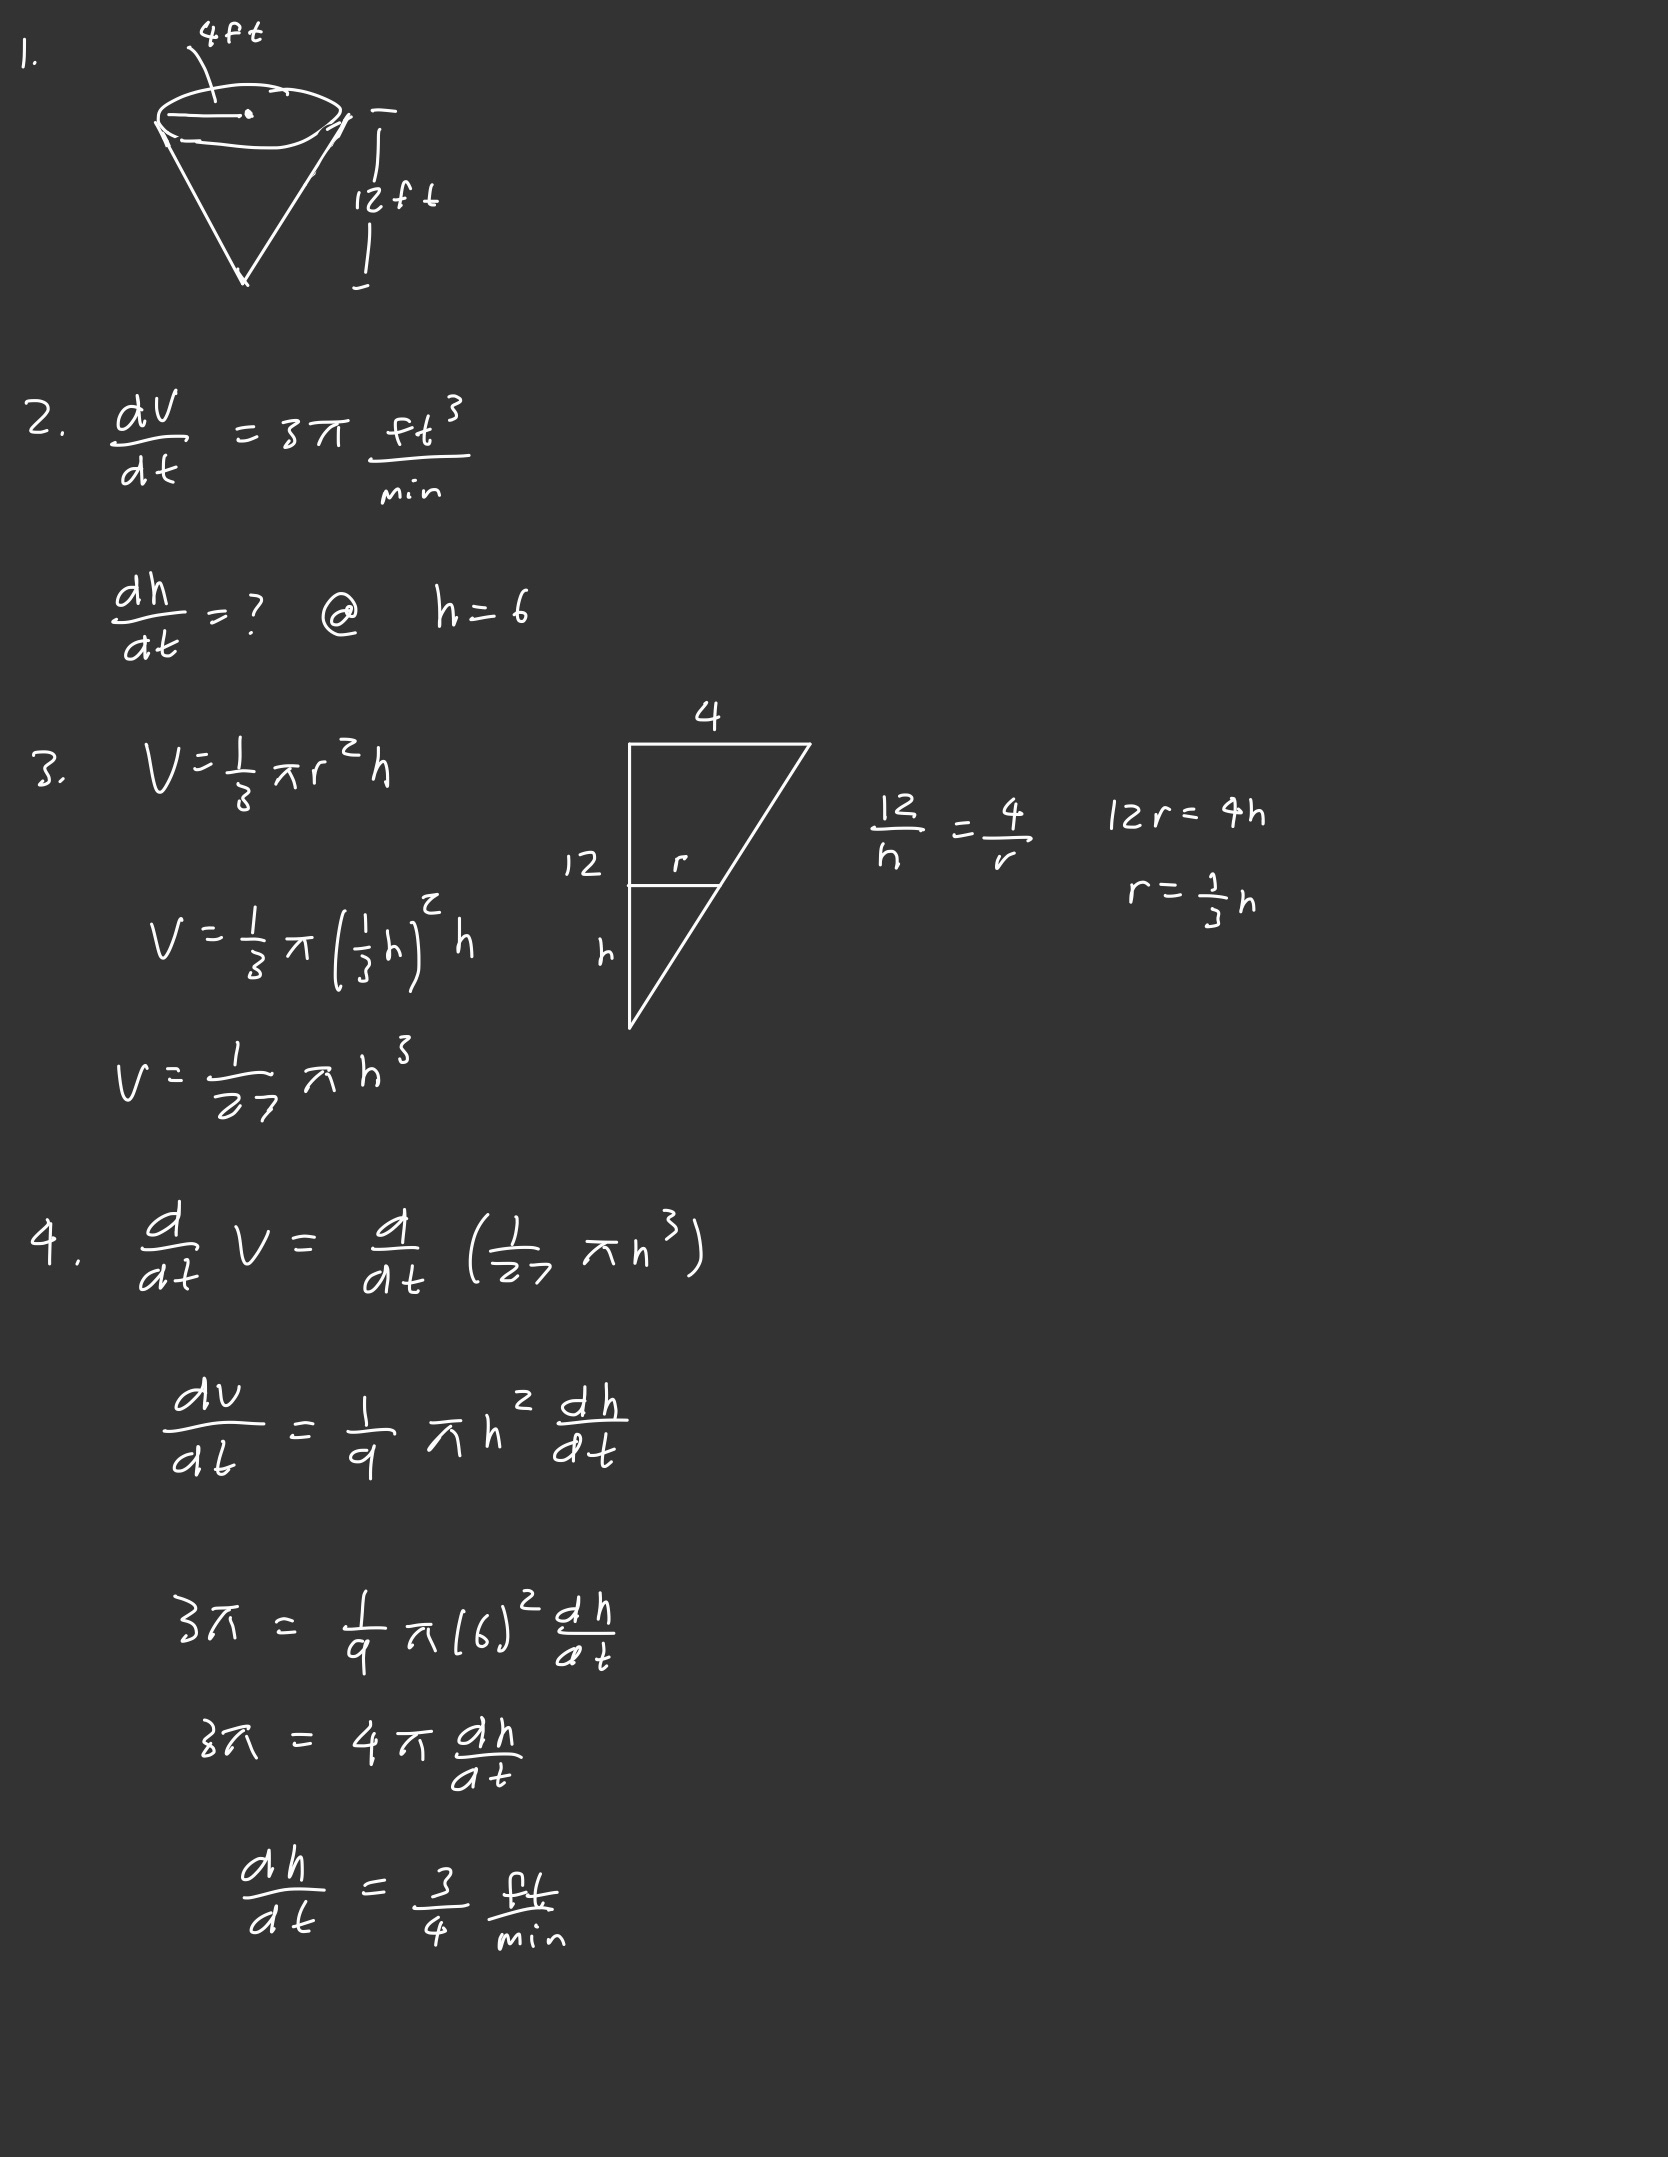 1.
4ft
12ft
2. dV/dt = 3π ft³/min
dh/dt = ? @ h = 6
3. V = 1/3 πr²h
4
12
r
h
12/h = 4/r 12r = 4h
r = 1/3 h
V = 1/3 π(1/3 h)² h
V = 1/27 πh³
4. d/dt V = d/dt (1/27 πh³)
dv/dt = 1/9 πh² dh/dt
3π = 1/9 π(6)² dh/dt
3π = 4π dh/dt
dh/dt = 3/4 ft/min